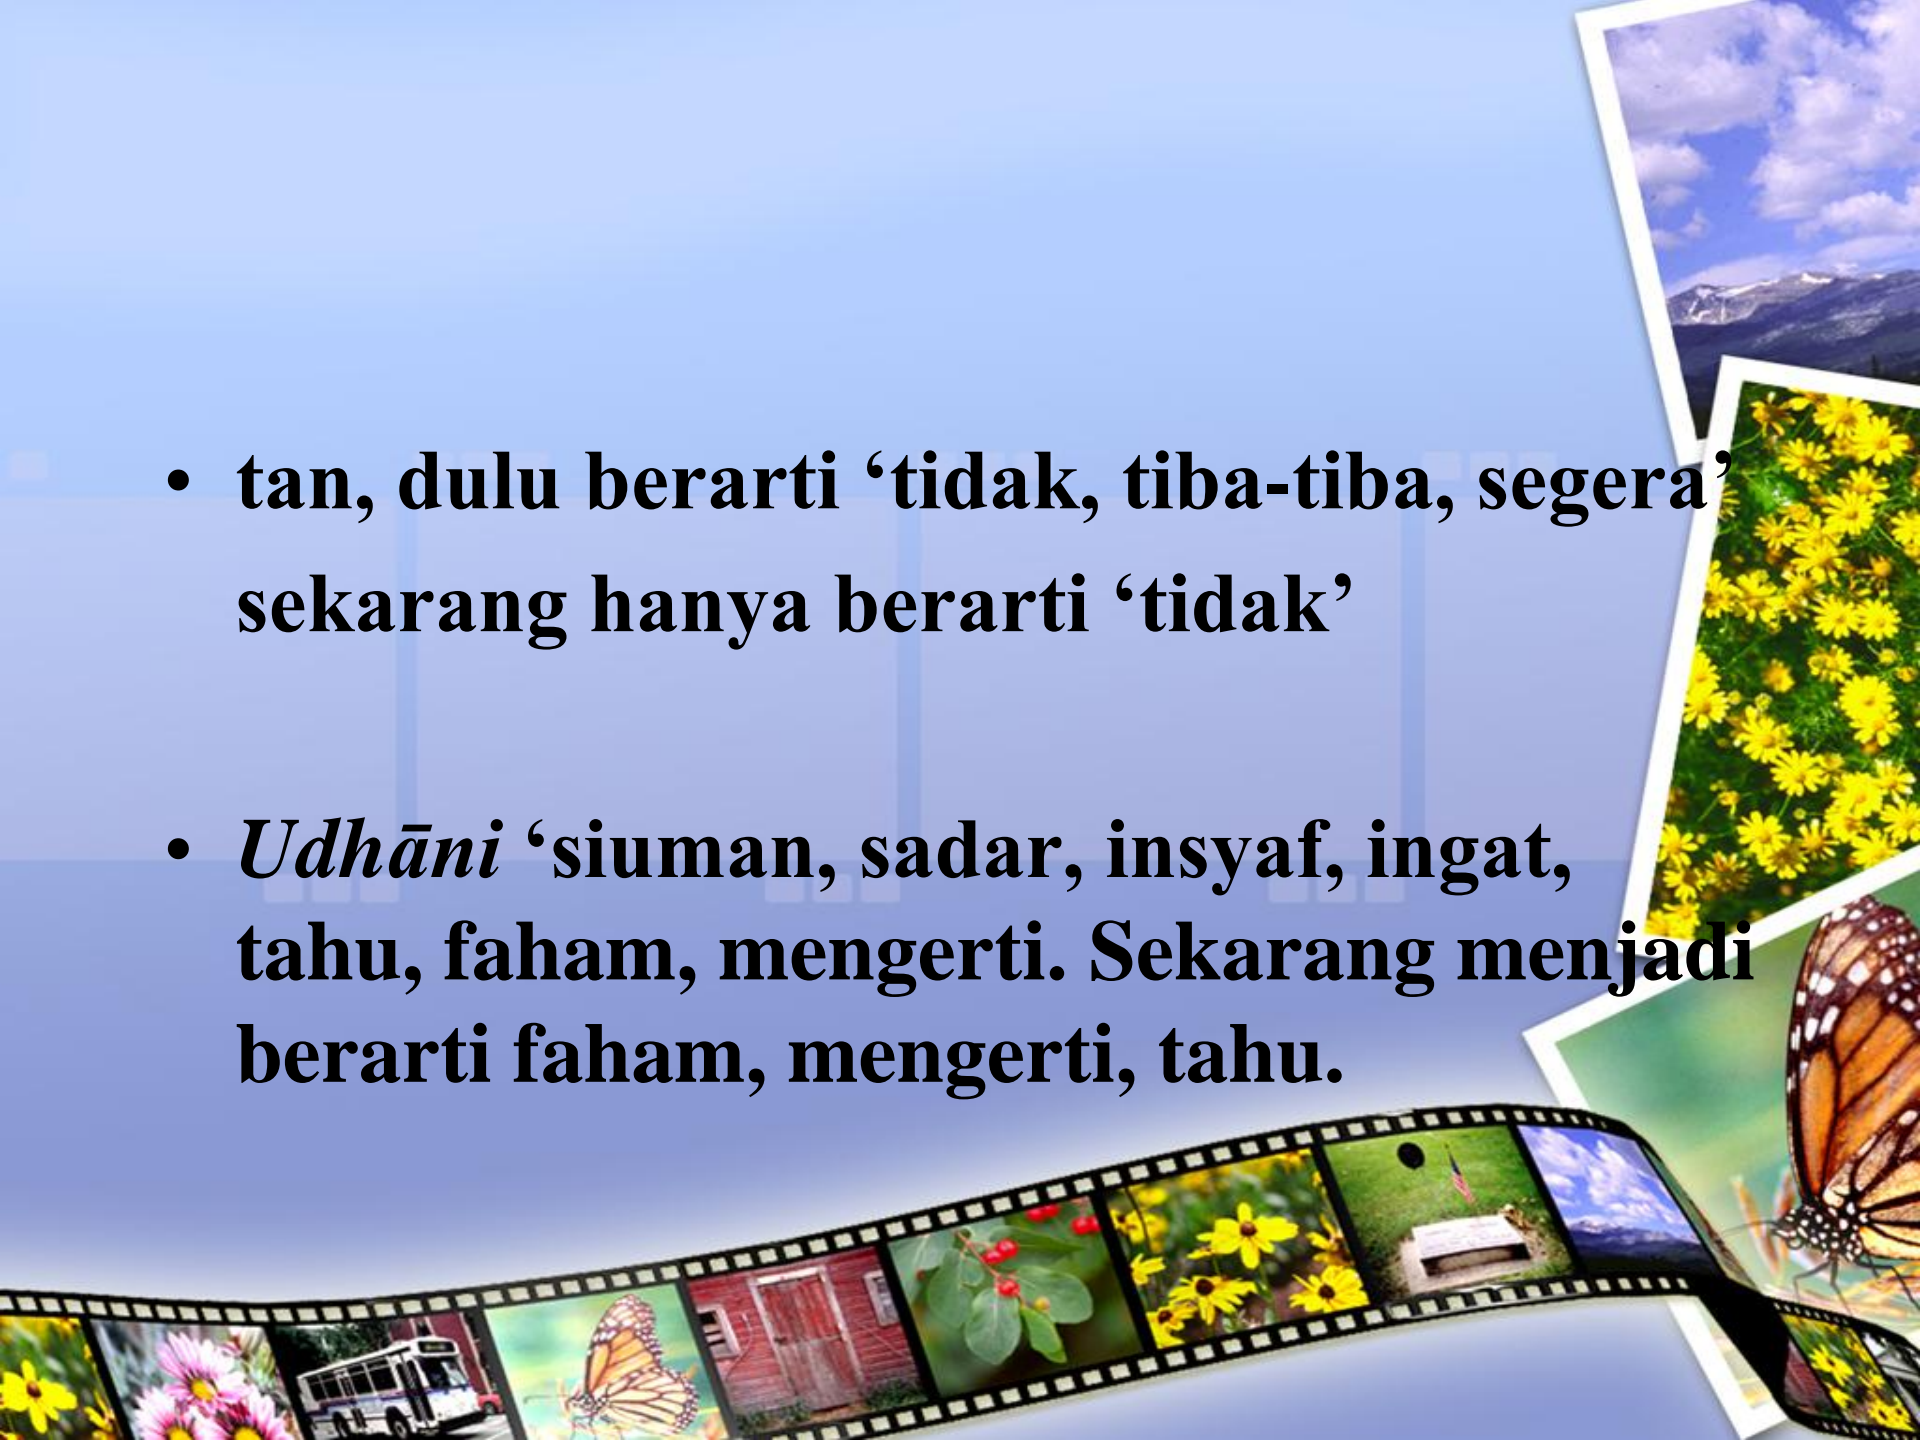 • tan, dulu berarti ‘tidak, tiba-tiba, segera’
sekarang hanya berarti ‘tidak’
• Udhāni ‘siuman, sadar, insyaf, ingat,
tahu, faham, mengerti. Sekarang menjadi
berarti faham, mengerti, tahu.